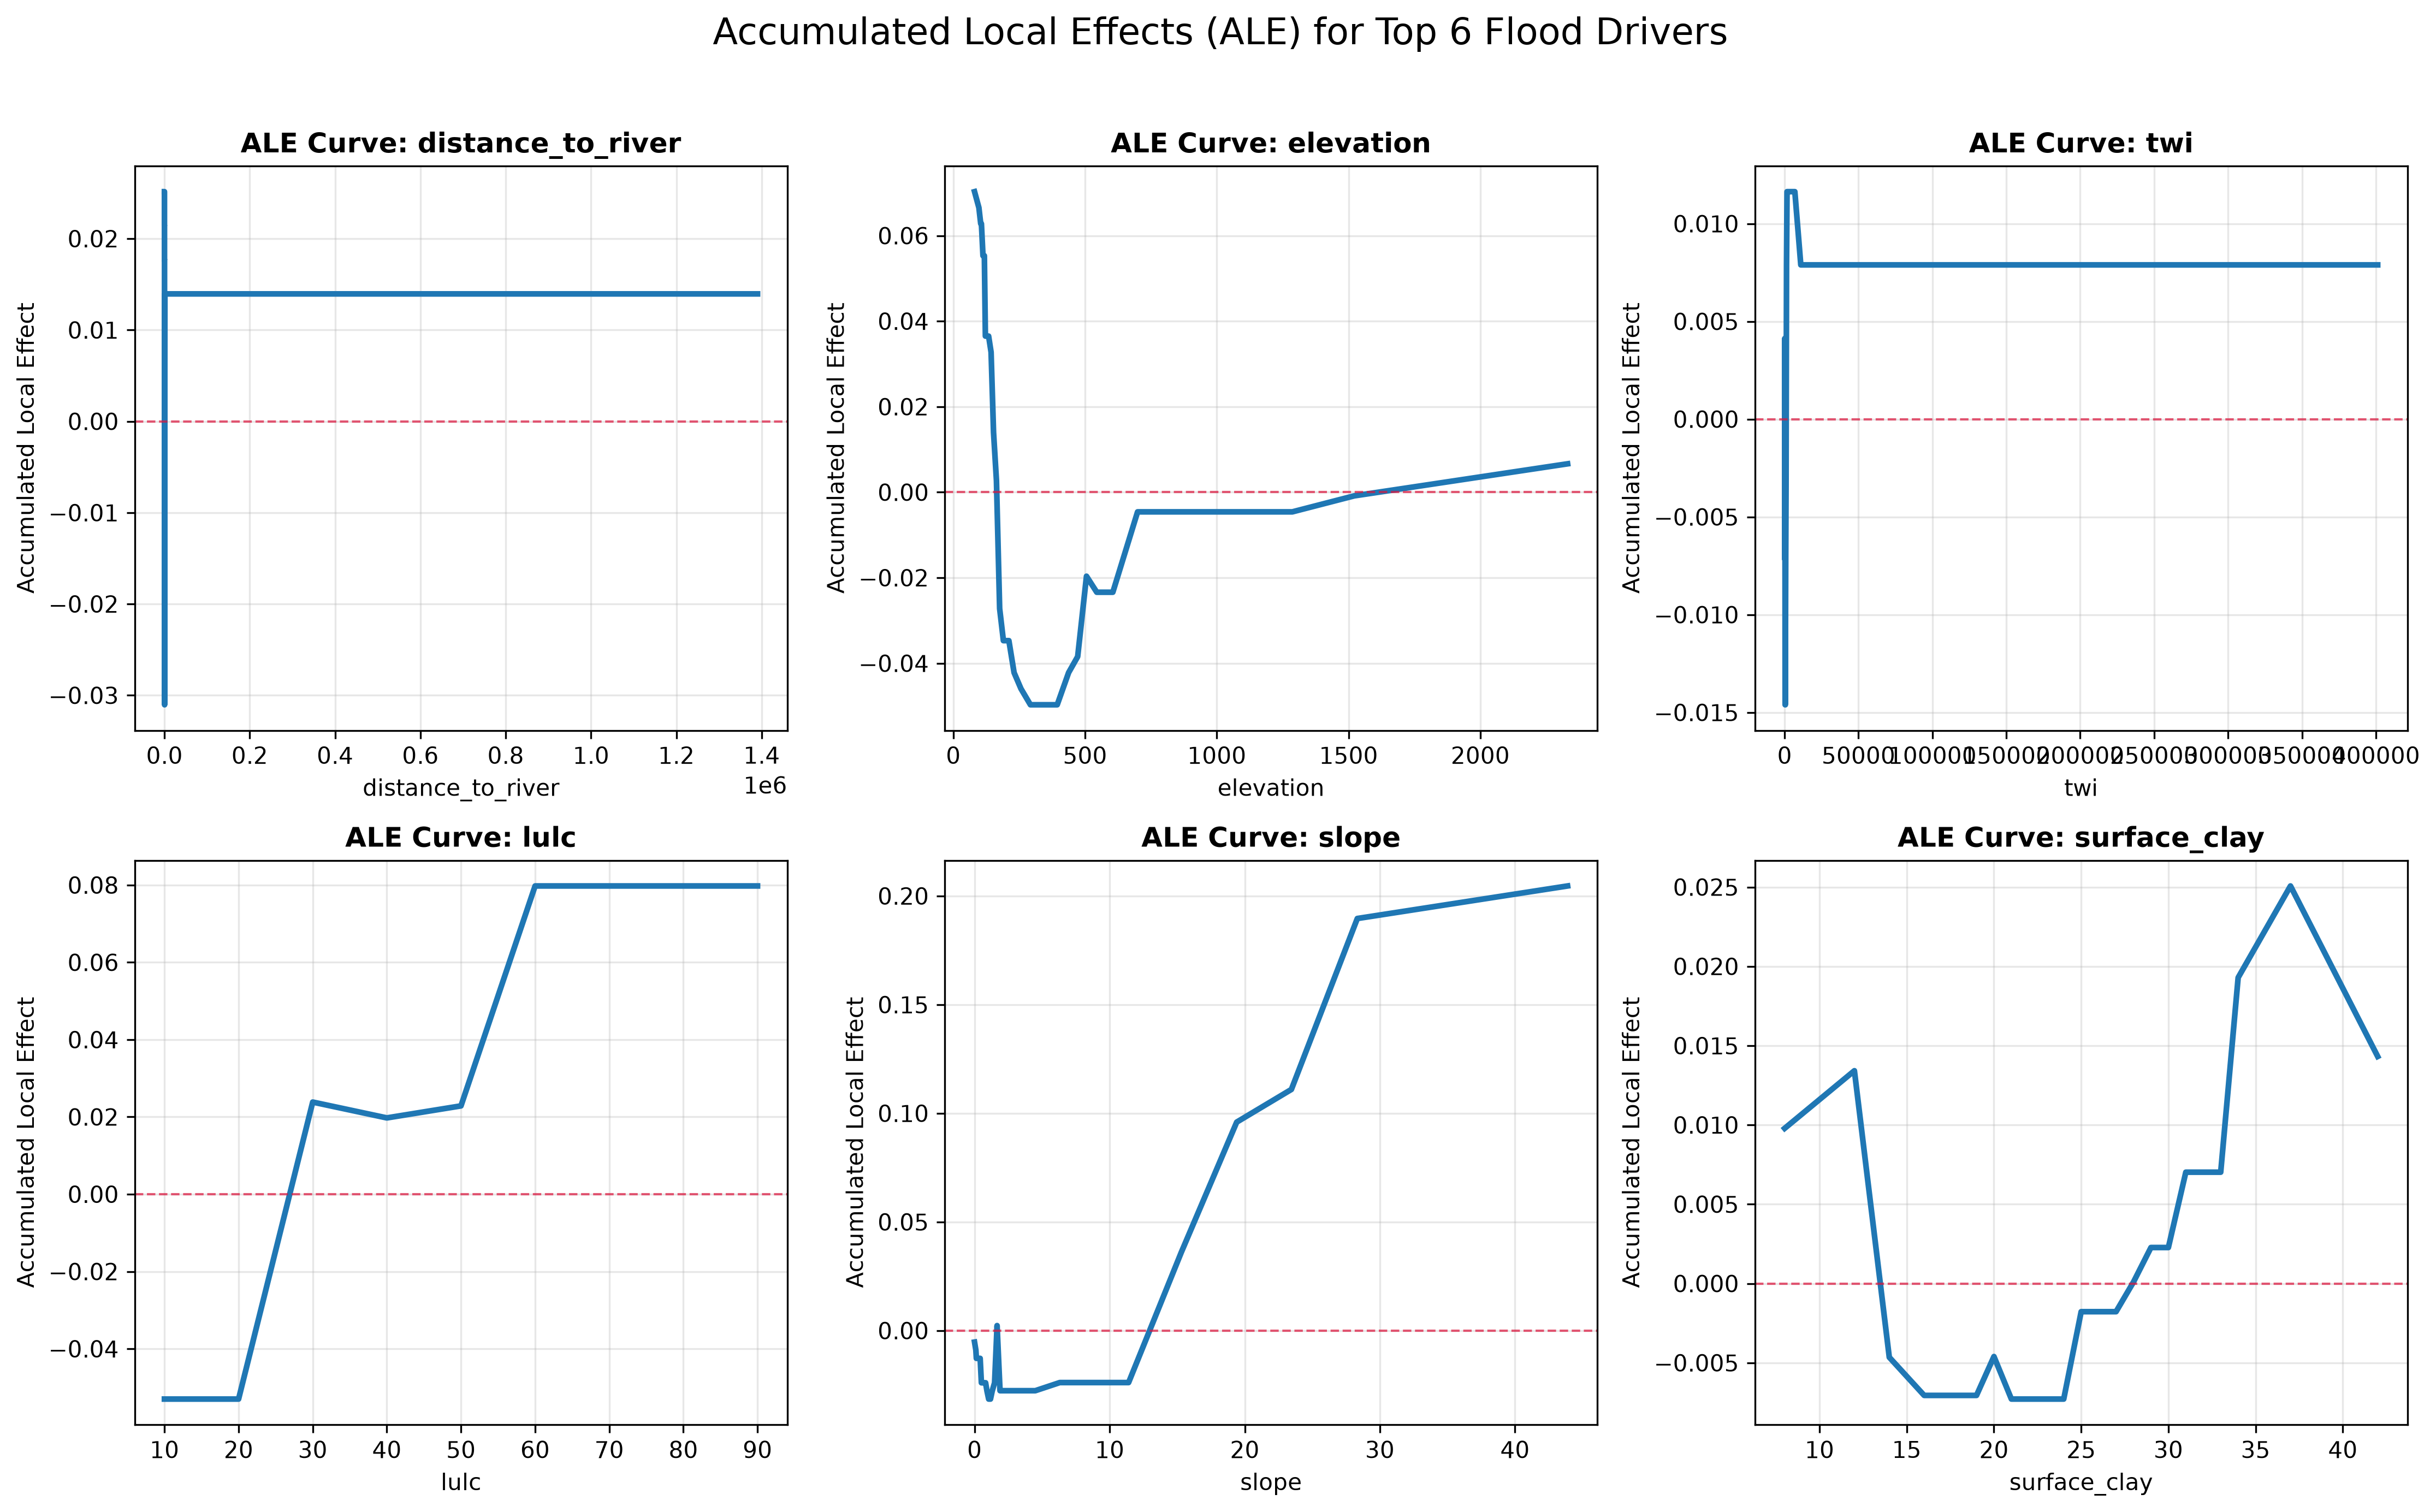 Accumulated Local Effects (ALE) for Top 6 Flood Drivers
ALE Curve: distance_to_river
Accumulated Local Effect
0.02
0.01
0.00
−0.01
−0.02
−0.03
0.0 0.2 0.4 0.6 0.8 1.0 1.2 1.4
1e6
distance_to_river
ALE Curve: elevation
Accumulated Local Effect
0.06
0.04
0.02
0.00
−0.02
−0.04
0 500 1000 1500 2000
elevation
ALE Curve: twi
Accumulated Local Effect
0.010
0.005
0.000
−0.005
−0.010
−0.015
0 50000 100000 150000 200000 250000 300000 350000 400000
twi
ALE Curve: lulc
Accumulated Local Effect
0.08
0.06
0.04
0.02
0.00
−0.02
−0.04
10 20 30 40 50 60 70 80 90
lulc
ALE Curve: slope
Accumulated Local Effect
0.20
0.15
0.10
0.05
0.00
0 10 20 30 40
slope
ALE Curve: surface_clay
Accumulated Local Effect
0.025
0.020
0.015
0.010
0.005
0.000
−0.005
10 15 20 25 30 35 40
surface_clay